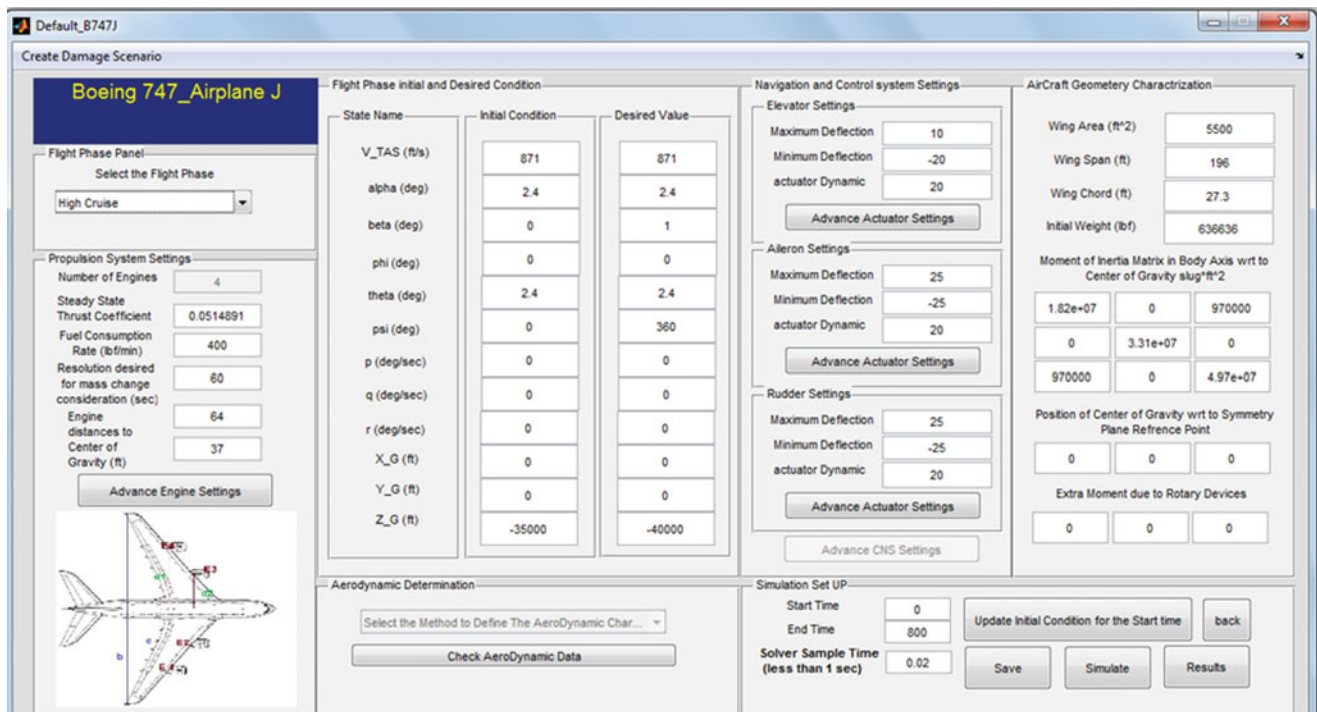 Default_B747J
Create Damage Scenario
Boeing 747_Airplane J
Flight Phase Panel
Select the Flight Phase
High Cruise
Propulsion System Settings
Number of Engines 4
Steady State
Thrust Coefficient 0.0514891
Fuel Consumption
Rate (lbf/min) 400
Resolution desired
for mass change
consideration (sec) 60
Engine
distances to
Center of
Gravity (ft) 64
37
Advance Engine Settings
E3
b
c
Flight Phase initial and Desired Condition
State Name Initial Condition Desired Value
V_TAS (ft/s) 871 871
alpha (deg) 2.4 2.4
beta (deg) 0 1
phi (deg) 0 0
theta (deg) 2.4 2.4
psi (deg) 0 360
p (deg/sec) 0 0
q (deg/sec) 0 0
r (deg/sec) 0 0
X_G (ft) 0 0
Y_G (ft) 0 0
Z_G (ft) -35000 -40000
Aerodynamic Determination
Select the Method to Define The AeroDynamic Char...
Check AeroDynamic Data
Navigation and Control system Settings
Elevator Settings
Maximum Deflection 10
Minimum Deflection -20
actuator Dynamic 20
Advance Actuator Settings
Aileron Settings
Maximum Deflection 25
Minimum Deflection -25
actuator Dynamic 20
Advance Actuator Settings
Rudder Settings
Maximum Deflection 25
Minimum Deflection -25
actuator Dynamic 20
Advance Actuator Settings
Advance CNS Settings
AirCraft Geometery Charactrization
Wing Area (ft^2) 5500
Wing Span (ft) 196
Wing Chord (ft) 27.3
Initial Weight (lbf) 636636
Moment of Inertia Matrix in Body Axis wrt to
Center of Gravity slug*ft^2
1.82e+07 0 970000
0 3.31e+07 0
970000 0 4.97e+07
Position of Center of Gravity wrt to Symmetry
Plane Refrence Point
0 0 0
Extra Moment due to Rotary Devices
0 0 0
Simulation Set UP
Start Time 0
End Time 800
Solver Sample Time
(less than 1 sec) 0.02
Update Initial Condition for the Start time
back
Save
Simulate
Results